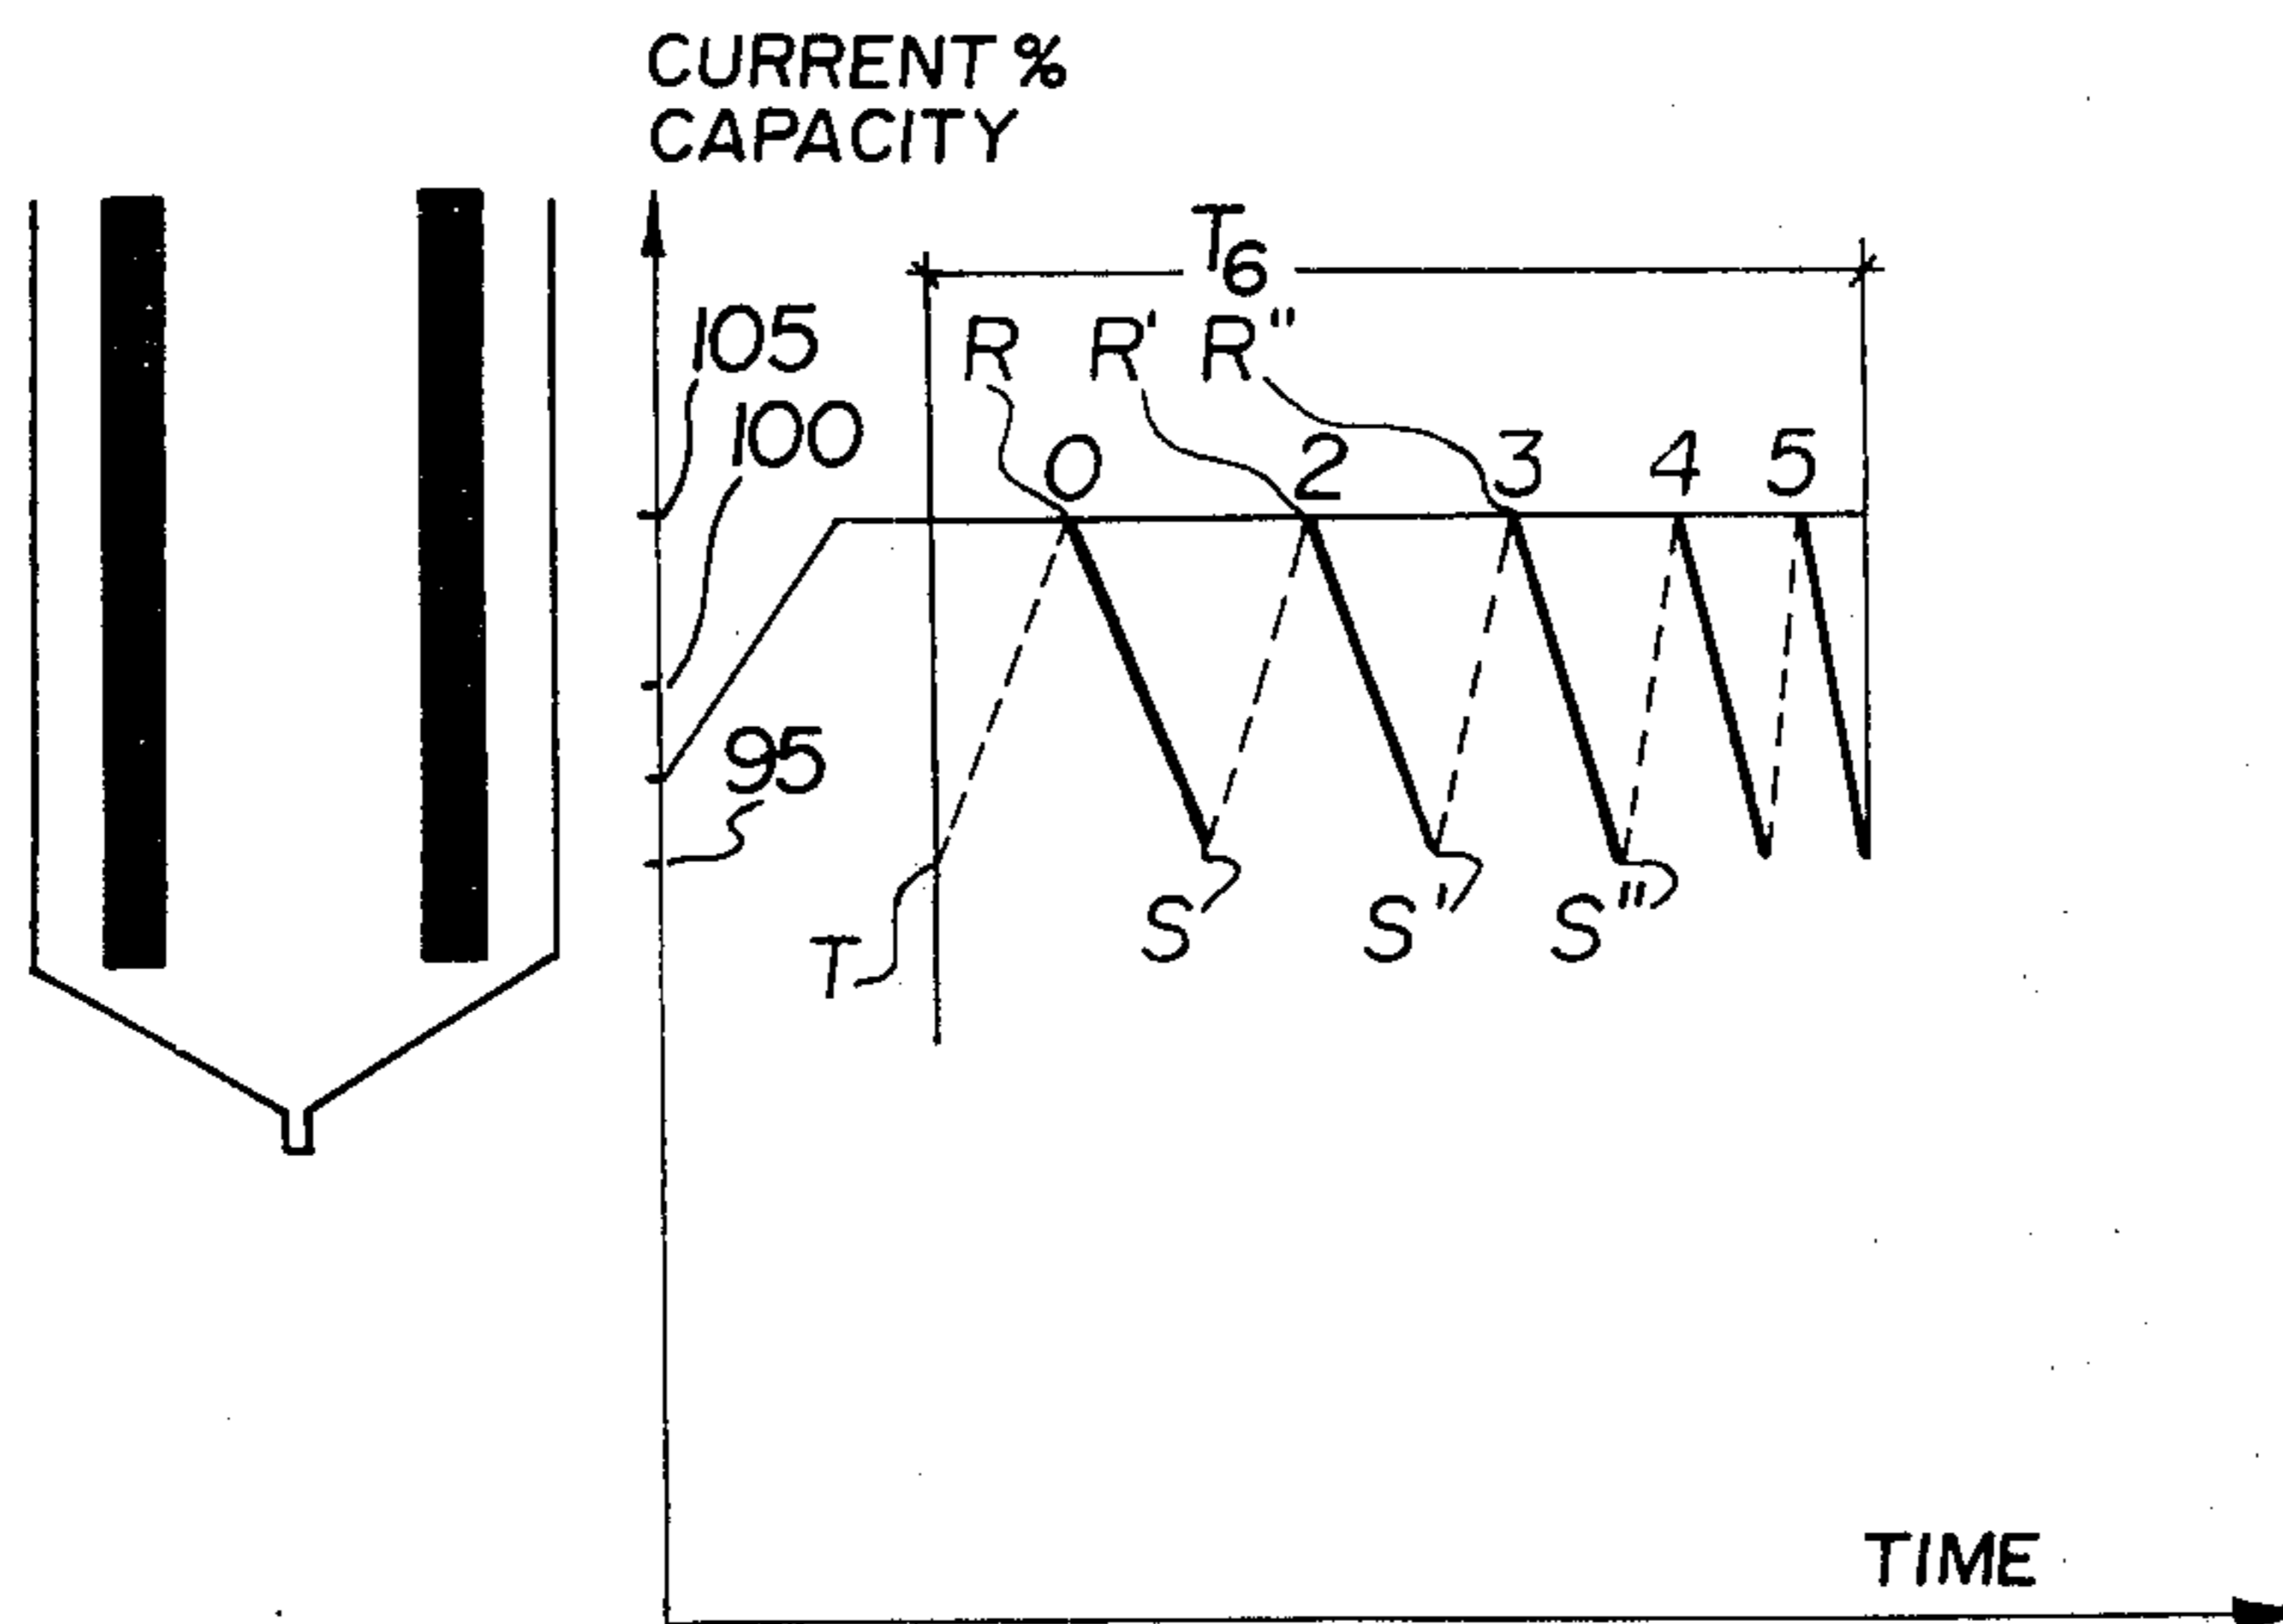 CURRENT %
CAPACITY
T6
105
R R' R"
100
0 2 3 4 5
95
S S' S"
T
TIME